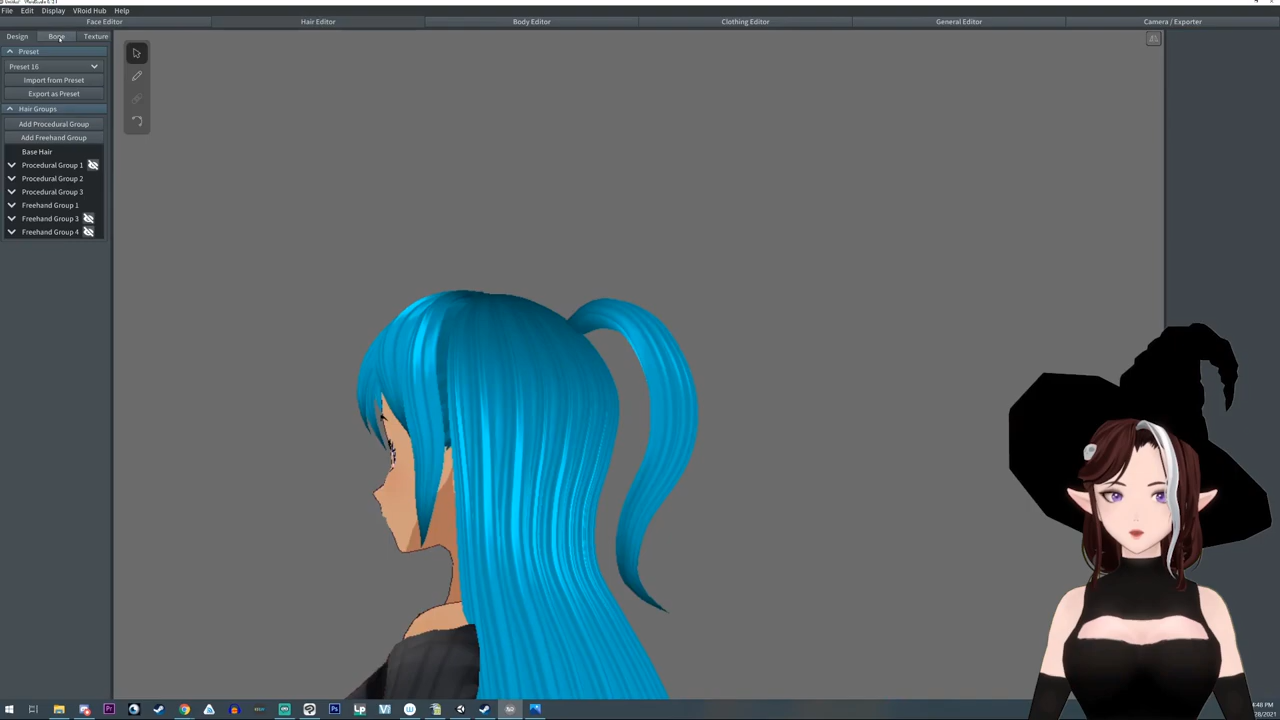 File Edit Display VRoid Hub Help
Face Editor Hair Editor Body Editor Clothing Editor General Editor Camera / Exporter
Design Bone Texture
Preset
Preset 16
Import from Preset
Export as Preset
Hair Groups
Add Procedural Group
Add Freehand Group
Base Hair
Procedural Group 1
Procedural Group 2
Procedural Group 3
Freehand Group 1
Freehand Group 3
Freehand Group 4